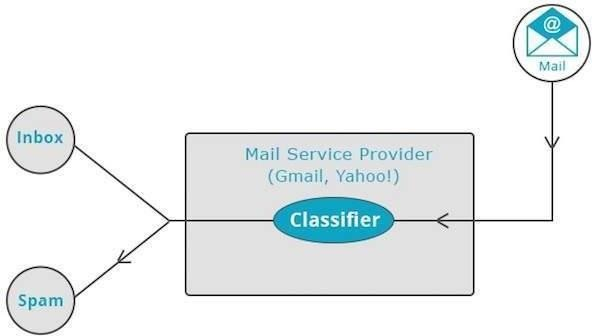 @
Mail
Inbox
Mail Service Provider
(Gmail, Yahoo!)
Classifier
Spam